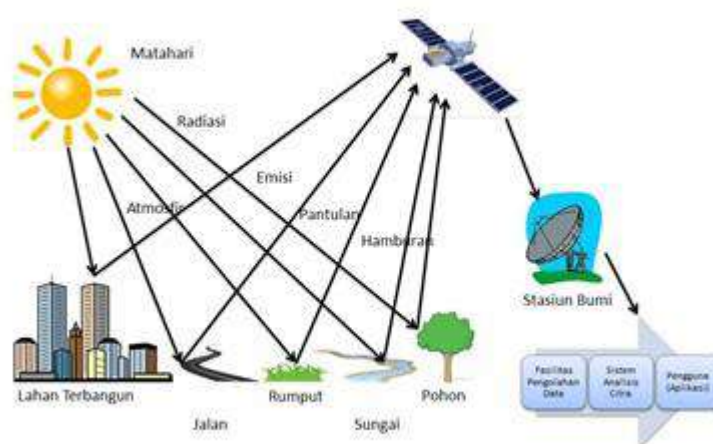 Matahari
Radiasi
Emisi
Atmosfir
Pantulan
Hamburan
Stasiun Bumi
Lahan Terbangun
Jalan
Rumput
Sungai
Pohon
Fasilitas
Pengolahan
Data
Sistem
Analisis
Citra
Pengguna
(Aplikasi)